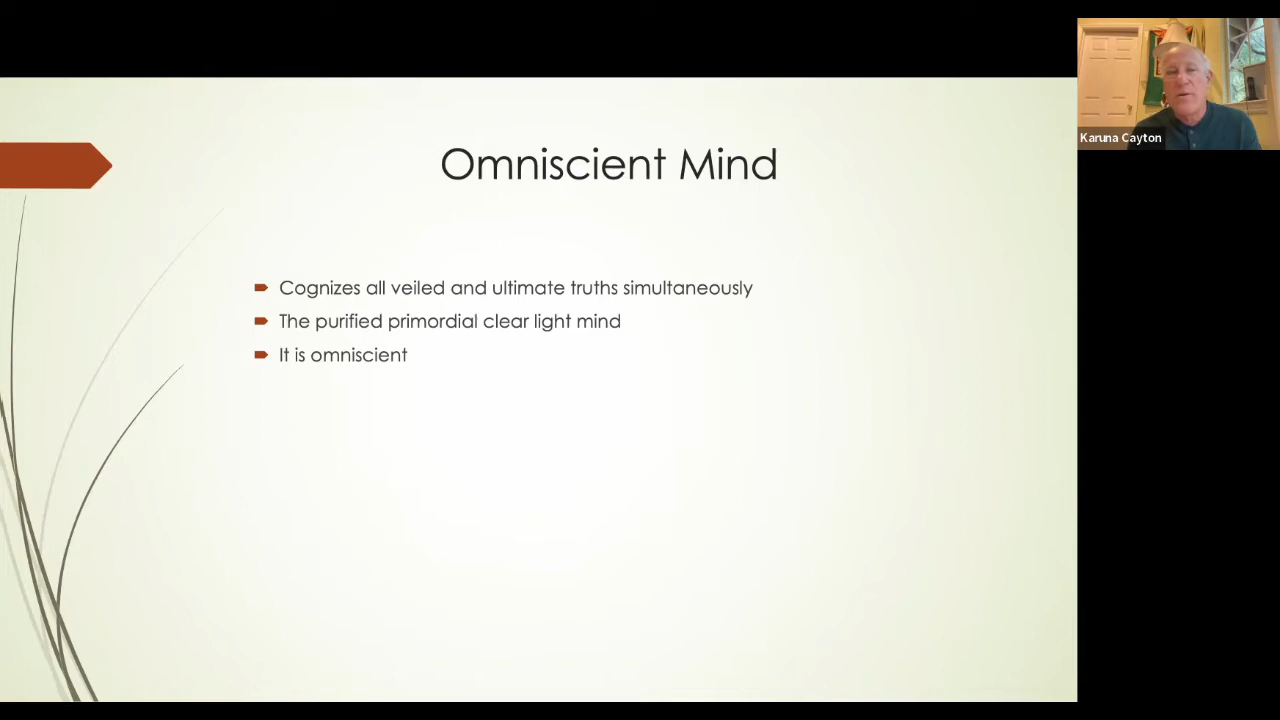 Omniscient Mind
Cognizes all veiled and ultimate truths simultaneously
The purified primordial clear light mind
It is omniscient
Karuna Cayton